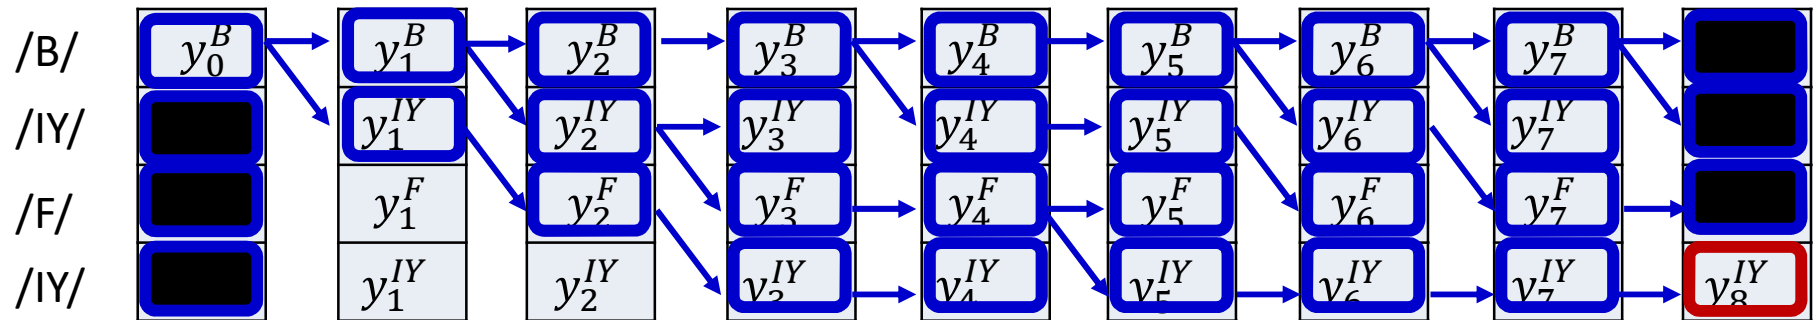 /B/ y_0^B y_1^B y_2^B y_3^B y_4^B y_5^B y_6^B y_7^B
/IY/ y_1^IY y_2^IY y_3^IY y_4^IY y_5^IY y_6^IY y_7^IY
/F/ y_1^F y_2^F y_3^F y_4^F y_5^F y_6^F y_7^F
/IY/ y_1^IY y_2^IY y_3^IY y_4^IY y_5^IY y_6^IY y_7^IY y_8^IY